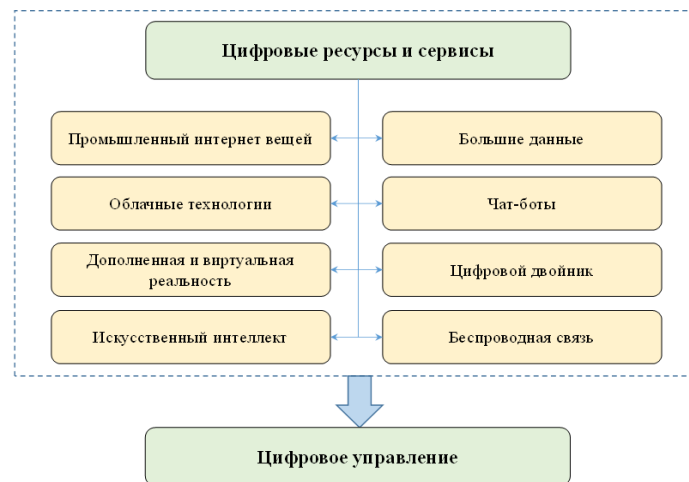 Цифровые ресурсы и сервисы
Промышленный интернет вещей
Большие данные
Облачные технологии
Чат-боты
Дополненная и виртуальная
реальность
Цифровой двойник
Искусственный интеллект
Беспроводная связь
Цифровое управление